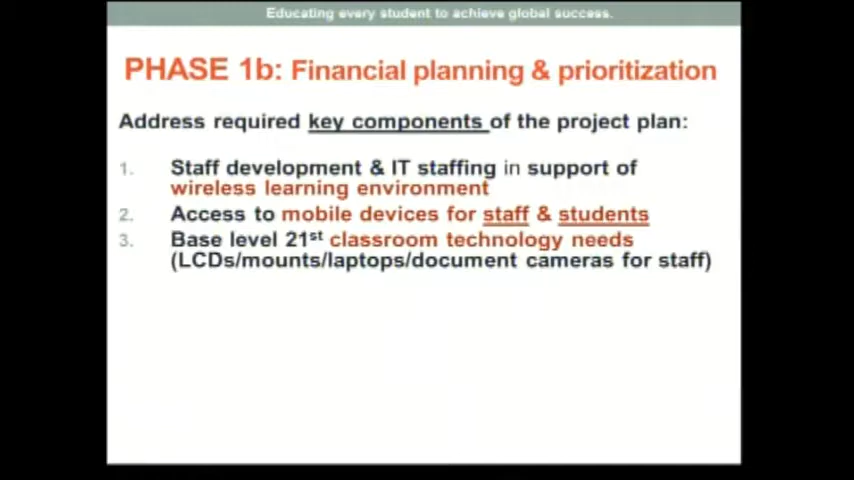 Educating every student to achieve global success.
PHASE 1b: Financial planning & prioritization
Address required key components of the project plan:
1. Staff development & IT staffing in support of
wireless learning environment
2. Access to mobile devices for staff & students
3. Base level 21st classroom technology needs
(LCDs/mounts/laptops/document cameras for staff)